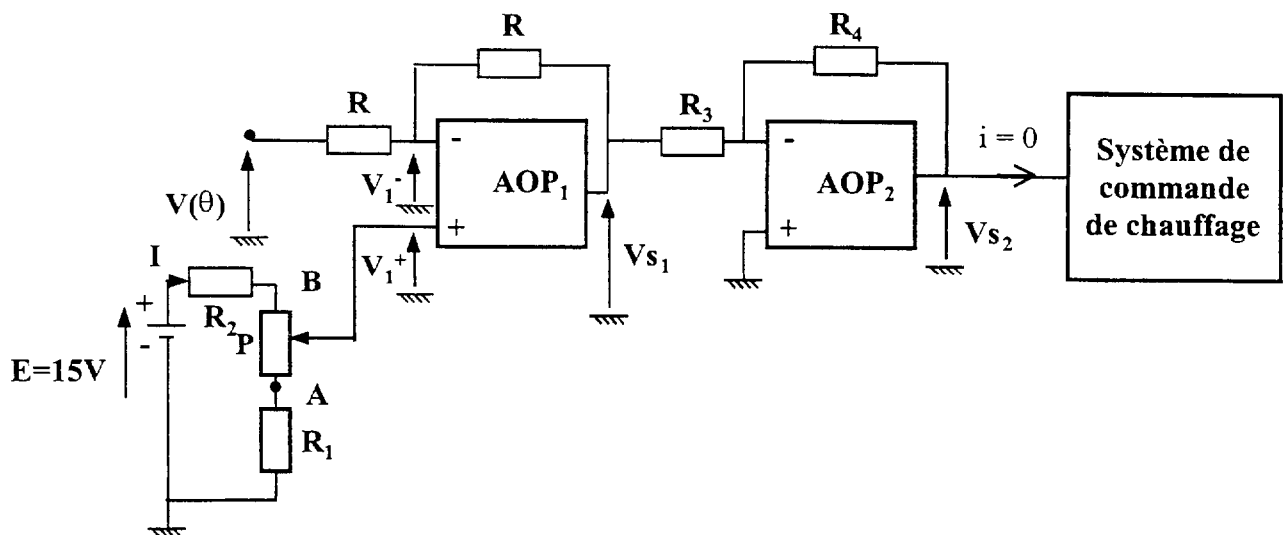 R
R₄
R
R₃
-
AOP₁
+
-
AOP₂
+
i = 0
Système de
commande
de chauffage
V(θ)
V₁⁻
V₁⁺
Vs₁
Vs₂
I
B
+
-
R₂
P
E=15V
A
R₁